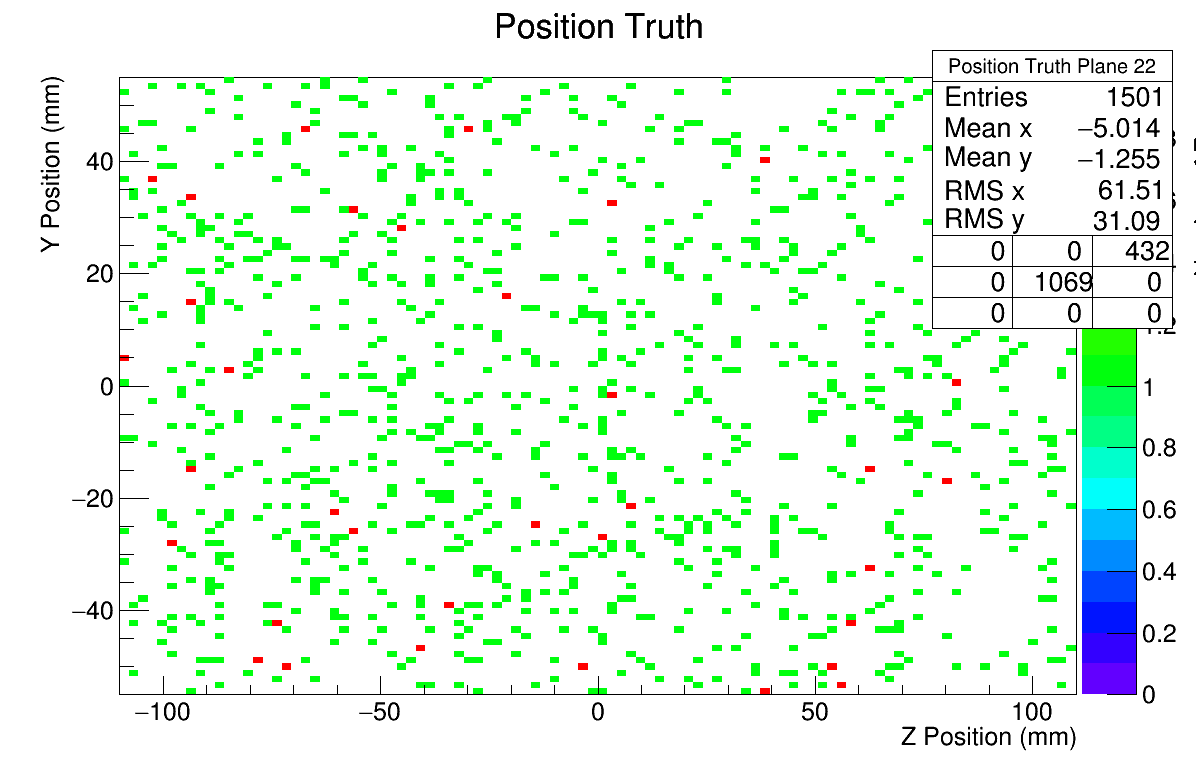 Position Truth
Position Truth Plane 22
Entries 1501
Mean x −5.014
Mean y −1.255
RMS x 61.51
RMS y 31.09
0 0 432
0 1069 0
0 0 0
Y Position (mm)
40
20
0
−20
−40
−100 −50 0 50 100
Z Position (mm)
1.2
1
0.8
0.6
0.4
0.2
0